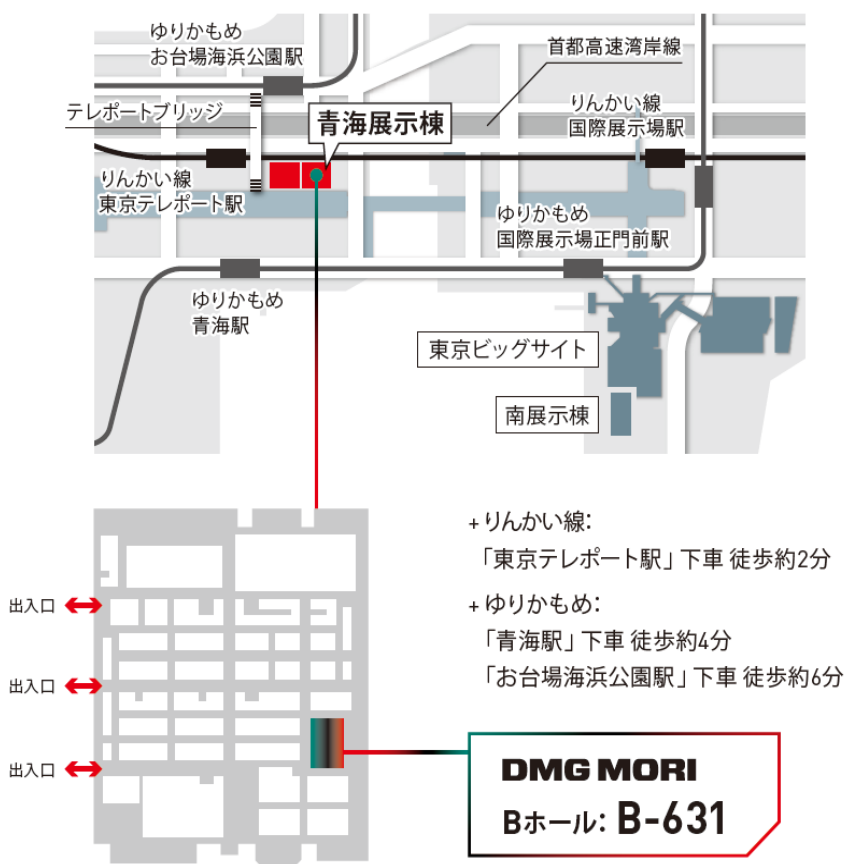 ゆりかもめ
お台場海浜公園駅
首都高速湾岸線
テレポートブリッジ
青海展示棟
りんかい線
国際展示場駅
りんかい線
東京テレポート駅
ゆりかもめ
国際展示場正門前駅
ゆりかもめ
青海駅
東京ビッグサイト
南展示棟
+ りんかい線:
「東京テレポート駅」下車 徒歩約2分
+ ゆりかもめ:
「青海駅」下車 徒歩約4分
「お台場海浜公園駅」下車 徒歩約6分
出入口
出入口
出入口
DMG MORI
Bホール: B-631